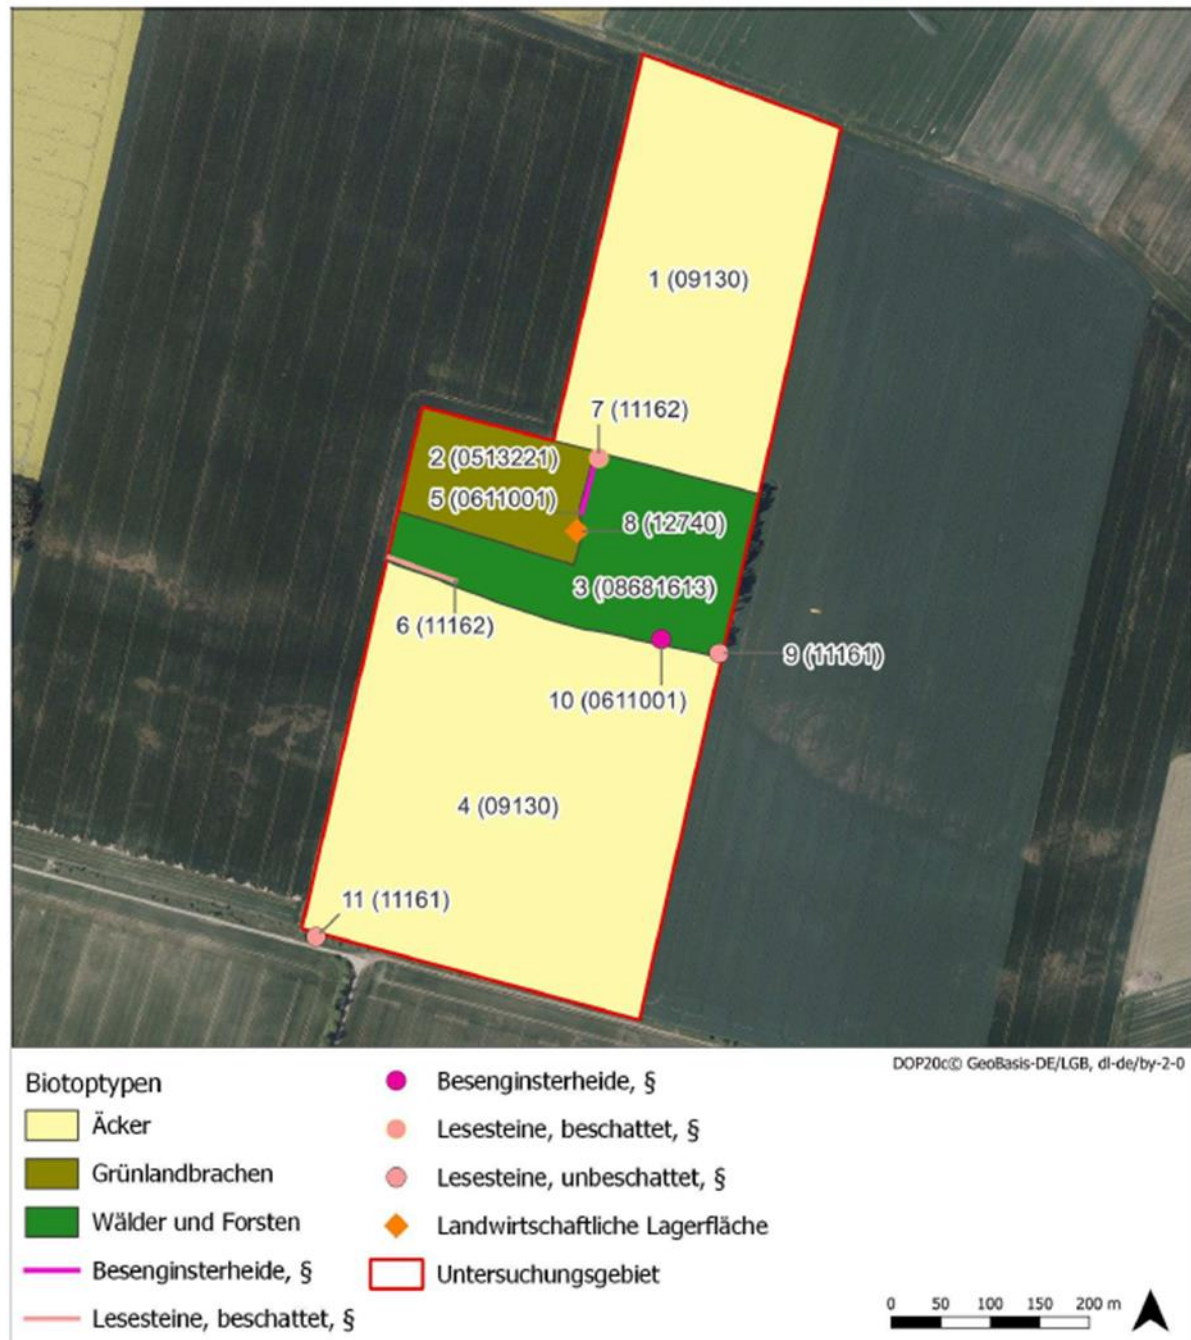 1 (09130)
7 (11162)
2 (0513221)
5 (0611001)
8 (12740)
3 (08681613)
6 (11162)
9 (11161)
10 (0611001)
4 (09130)
11 (11161)
DOP20c© GeoBasis-DE/LGB, dl-de/by-2-0
Biotoptypen
Äcker
Grünlandbrachen
Wälder und Forsten
Besenginsterheide, §
Lesesteine, beschattet, §
Besenginsterheide, §
Lesesteine, beschattet, §
Lesesteine, unbeschattet, §
Landwirtschaftliche Lagerfläche
Untersuchungsgebiet
0 50 100 150 200 m